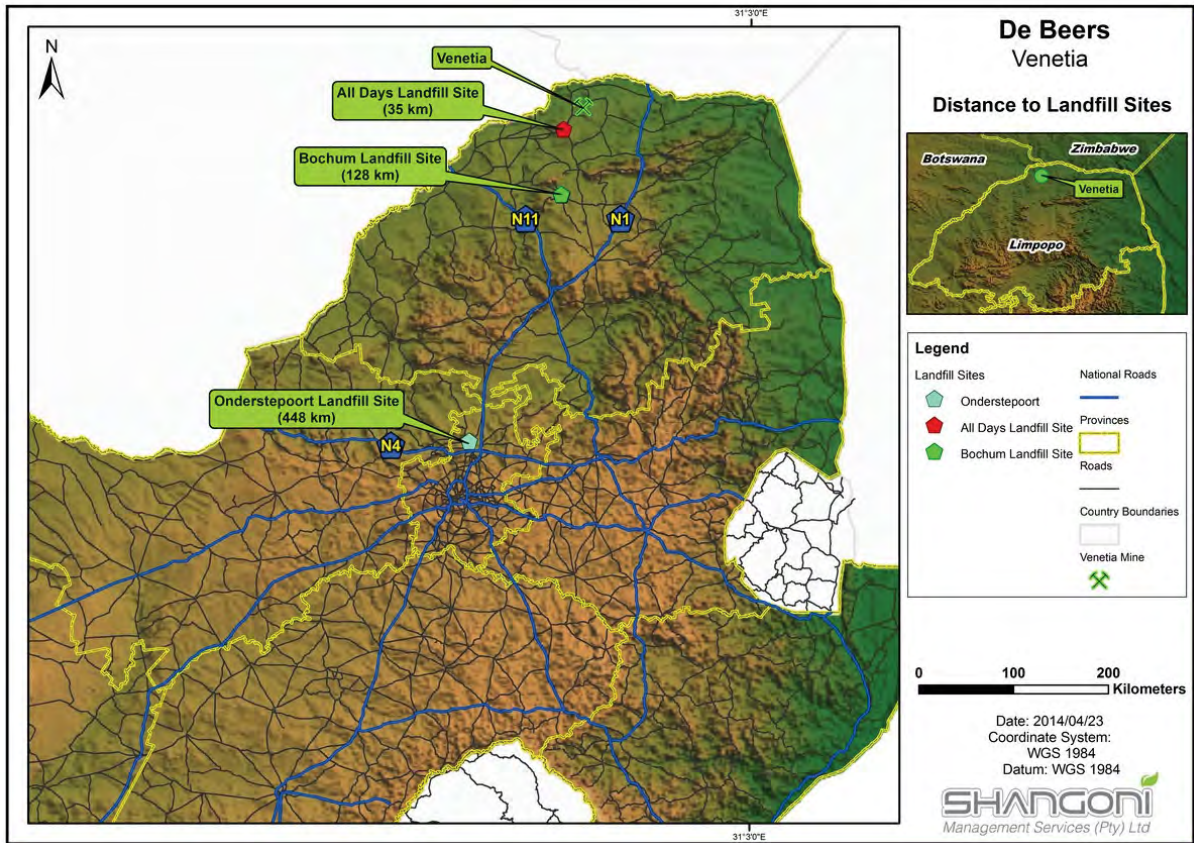 31°3'0"E
N
Venetia
All Days Landfill Site
(35 km)
Bochum Landfill Site
(128 km)
N11
N1
Onderstepoort Landfill Site
(448 km)
N4
31°3'0"E
De Beers
Venetia
Distance to Landfill Sites
Botswana
Zimbabwe
Venetia
Limpopo
Legend
Landfill Sites
Onderstepoort
All Days Landfill Site
Bochum Landfill Site
National Roads
Provinces
Roads
Country Boundaries
Venetia Mine
0 100 200
Kilometers
Date: 2014/04/23
Coordinate System:
WGS 1984
Datum: WGS 1984
SHANGONI
Management Services (Pty) Ltd